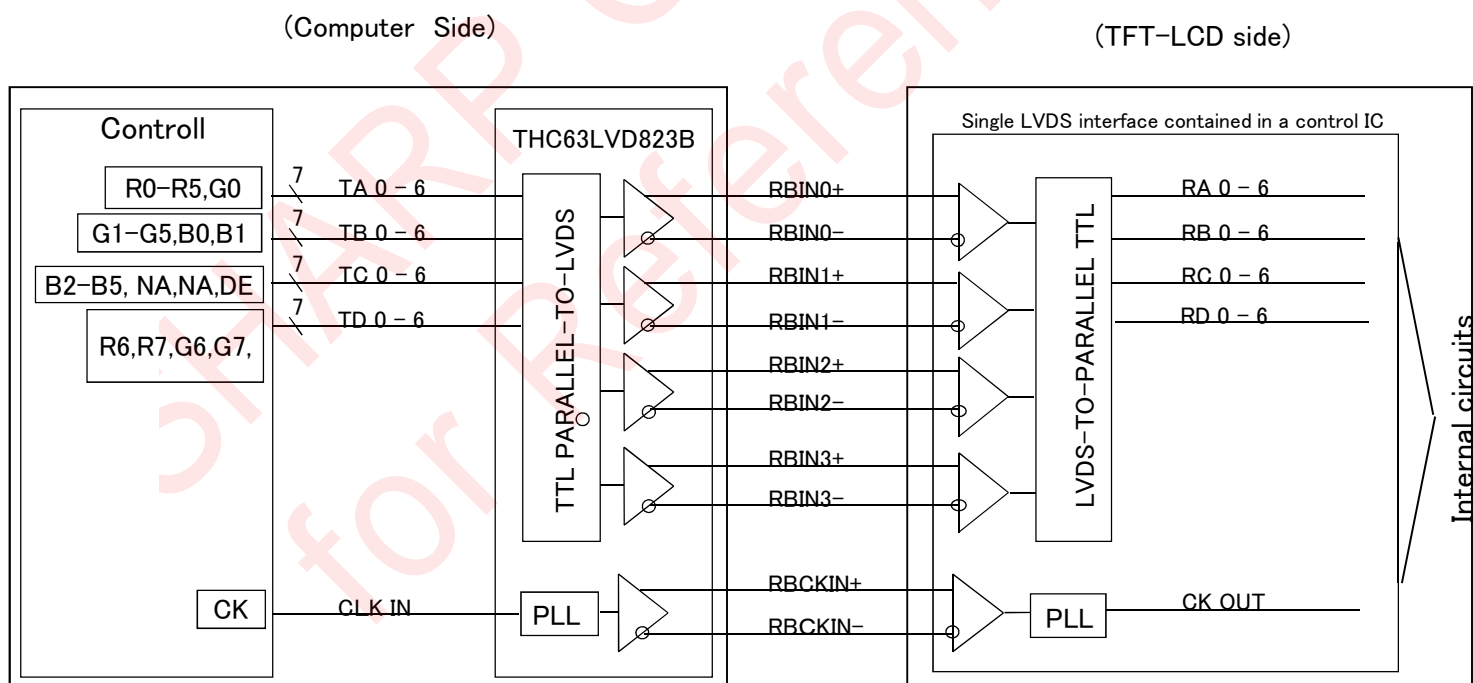 (Computer Side)
(TFT-LCD side)
Controll
THC63LVD823B
Single LVDS interface contained in a control IC
R0-R5,G0
7
TA 0 - 6
RBIN0+
RA 0 - 6
G1-G5,B0,B1
7
TB 0 - 6
RBIN0-
RB 0 - 6
B2-B5, NA,NA,DE
7
TC 0 - 6
RBIN1+
RC 0 - 6
R6,R7,G6,G7,
7
TD 0 - 6
RBIN1-
RD 0 - 6
TTL PARALLEL-TO-LVDS
LVDS-TO-PARALLEL TTL
RBIN2+
RBIN2-
RBIN3+
RBIN3-
Internal circuits
CK
CLK IN
PLL
RBCKIN+
RBCKIN-
PLL
CK OUT
SHARP
for